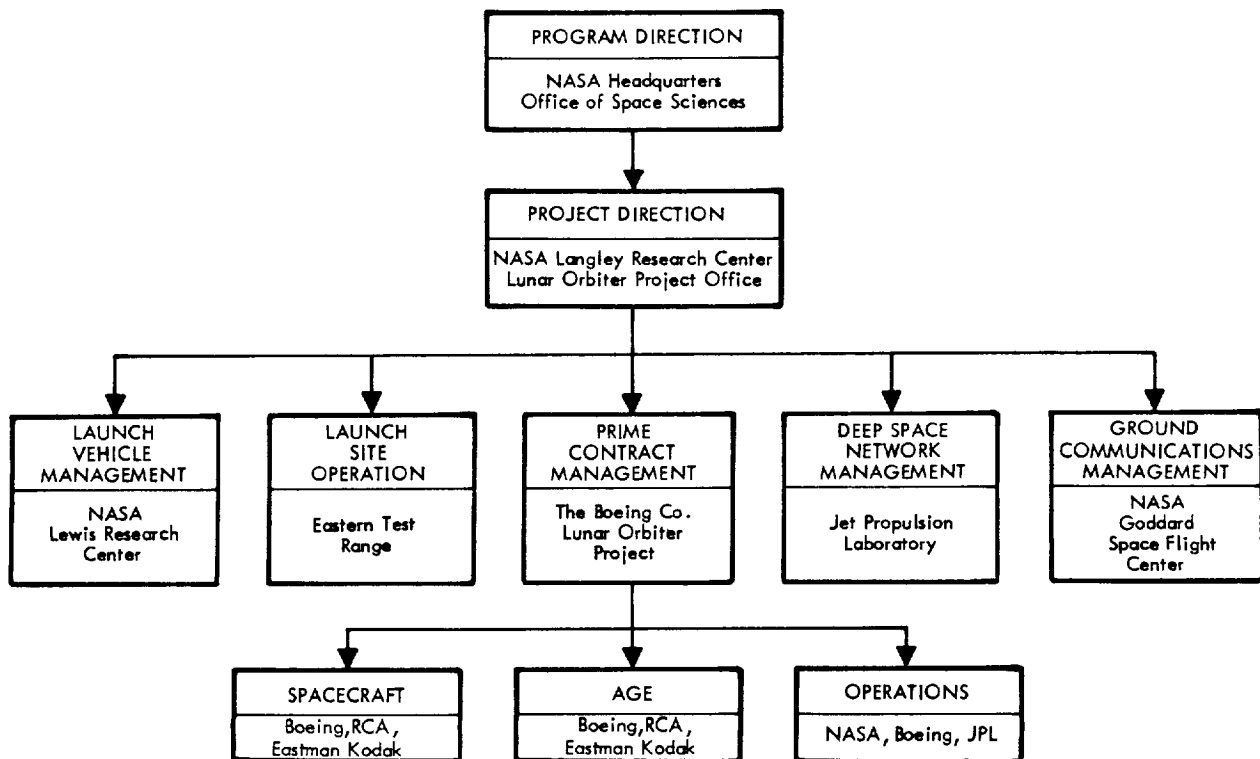 PROGRAM DIRECTION
NASA Headquarters
Office of Space Sciences
PROJECT DIRECTION
NASA Langley Research Center
Lunar Orbiter Project Office
LAUNCH
VEHICLE
MANAGEMENT
NASA
Lewis Research
Center
LAUNCH
SITE
OPERATION
Eastern Test
Range
PRIME
CONTRACT
MANAGEMENT
The Boeing Co.
Lunar Orbiter
Project
DEEP SPACE
NETWORK
MANAGEMENT
Jet Propulsion
Laboratory
GROUND
COMMUNICATIONS
MANAGEMENT
NASA
Goddard
Space Flight
Center
SPACECRAFT
Boeing,RCA,
Eastman Kodak
AGE
Boeing,RCA,
Eastman Kodak
OPERATIONS
NASA, Boeing, JPL